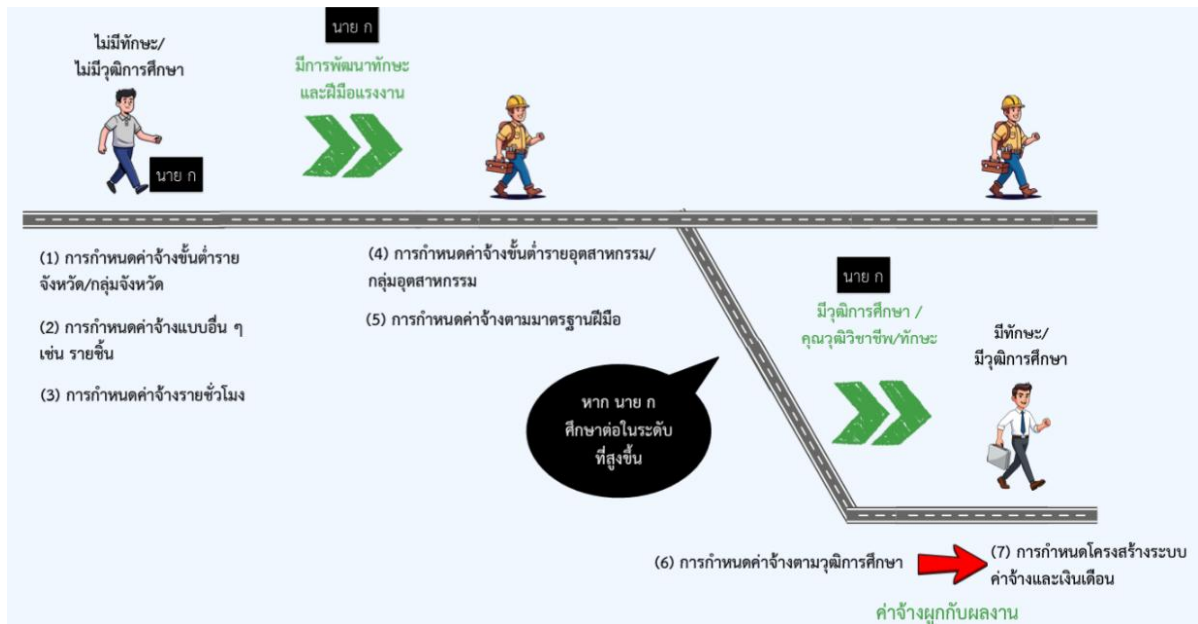 ไม่มีทักษะ/
ไม่มีวุฒิการศึกษา
นาย ก
นาย ก
มีการพัฒนาทักษะ
และฝีมือแรงงาน
(1) การกำหนดค่าจ้างขั้นต่ำราย
จังหวัด/กลุ่มจังหวัด
(2) การกำหนดค่าจ้างแบบอื่น ๆ
เช่น รายชิ้น
(3) การกำหนดค่าจ้างรายชั่วโมง
(4) การกำหนดค่าจ้างขั้นต่ำรายอุตสาหกรรม/
กลุ่มอุตสาหกรรม
(5) การกำหนดค่าจ้างตามมาตรฐานฝีมือ
หาก นาย ก
ศึกษาต่อในระดับ
ที่สูงขึ้น
นาย ก
มีวุฒิการศึกษา /
คุณวุฒิวิชาชีพ/ทักษะ
มีทักษะ/
มีวุฒิการศึกษา
(6) การกำหนดค่าจ้างตามวุฒิการศึกษา
(7) การกำหนดโครงสร้างระบบ
ค่าจ้างและเงินเดือน
ค่าจ้างผูกกับผลงาน